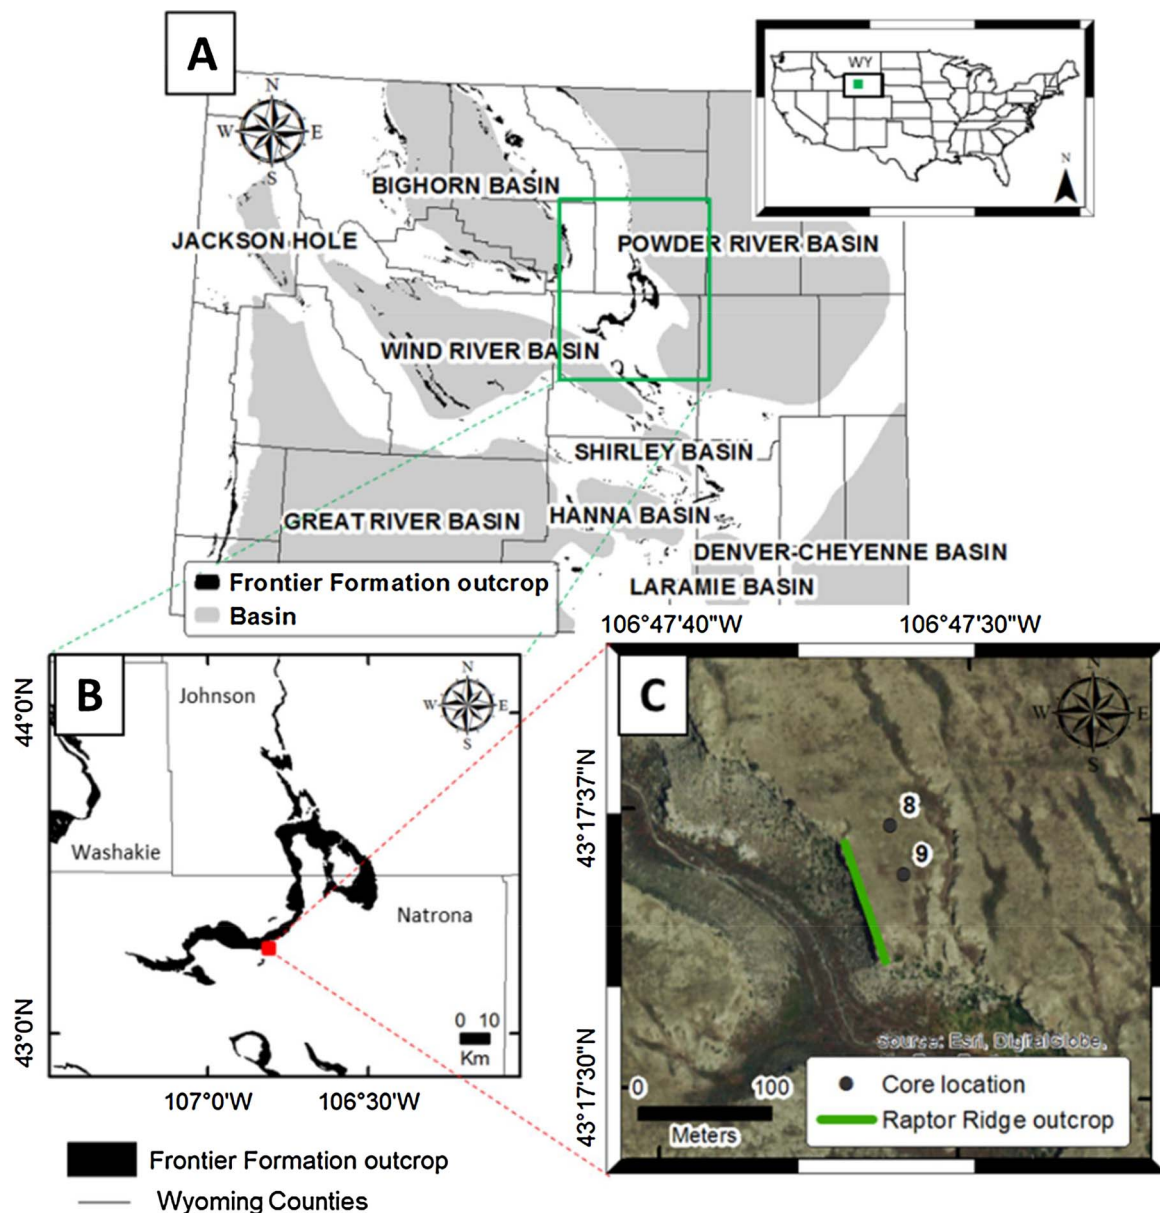 A
N
W
E
S
WY
N
BIGHORN BASIN
JACKSON HOLE
POWDER RIVER BASIN
WIND RIVER BASIN
SHIRLEY BASIN
GREAT RIVER BASIN
HANNA BASIN
DENVER-CHEYENNE BASIN
LARAMIE BASIN
Frontier Formation outcrop
Basin
B
44°0'N
43°0'N
Johnson
N
W
E
S
Washakie
Natrona
0 10
Km
107°0'W
106°30'W
Frontier Formation outcrop
Wyoming Counties
106°47'40"W
106°47'30"W
C
N
W
E
S
43°17'37"N
43°17'30"N
8
9
Source: Esri, DigitalGlobe,
0
100
Meters
Core location
Raptor Ridge outcrop